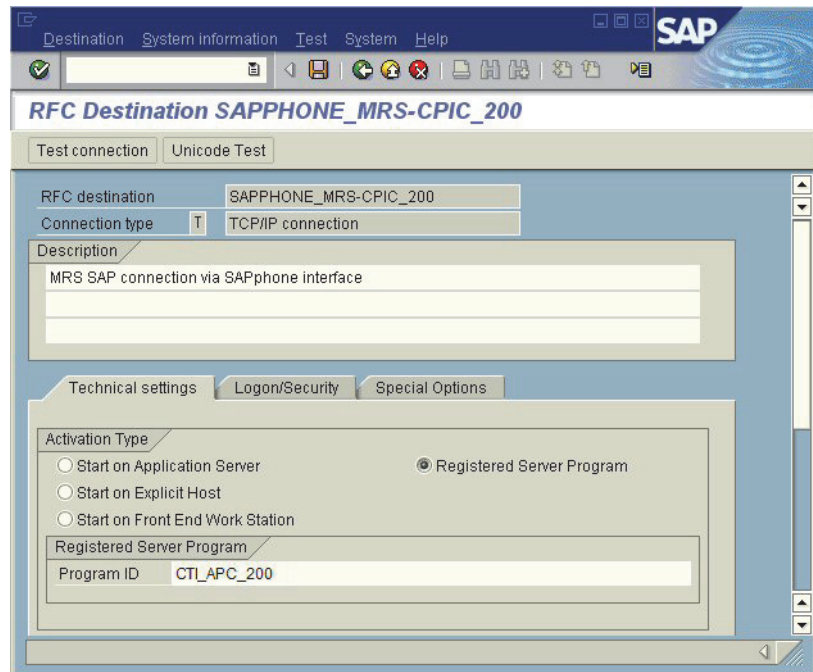 Destination System information Test System Help
SAP
RFC Destination SAPPHONE_MRS-CPIC_200
Test connection Unicode Test
RFC destination SAPPHONE_MRS-CPIC_200
Connection type T TCP/IP connection
Description
MRS SAP connection via SAPphone interface
Technical settings Logon/Security Special Options
Activation Type
Start on Application Server Registered Server Program
Start on Explicit Host
Start on Front End Work Station
Registered Server Program
Program ID CTI_APC_200